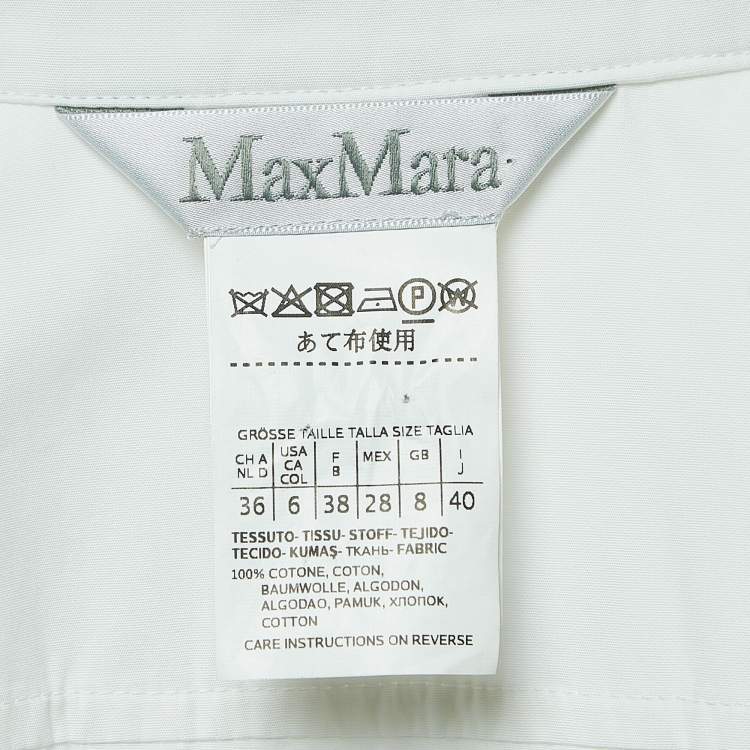 MaxMara
P W
あて布使用
GRÖSSE TAILLE TALLA SIZE TAGLIA
CH A NL D USA CA COL F B MEX GB I J
36 6 38 28 8 40
TESSUTO- TISSU- STOFF- TEJIDO-
TECIDO- KUMAŞ- ТКАНЬ- FABRIC
100% COTONE, COTON,
BAUMWOLLE, ALGODON,
ALGODAO, PAMUK, ХЛОПОК,
COTTON
CARE INSTRUCTIONS ON REVERSE